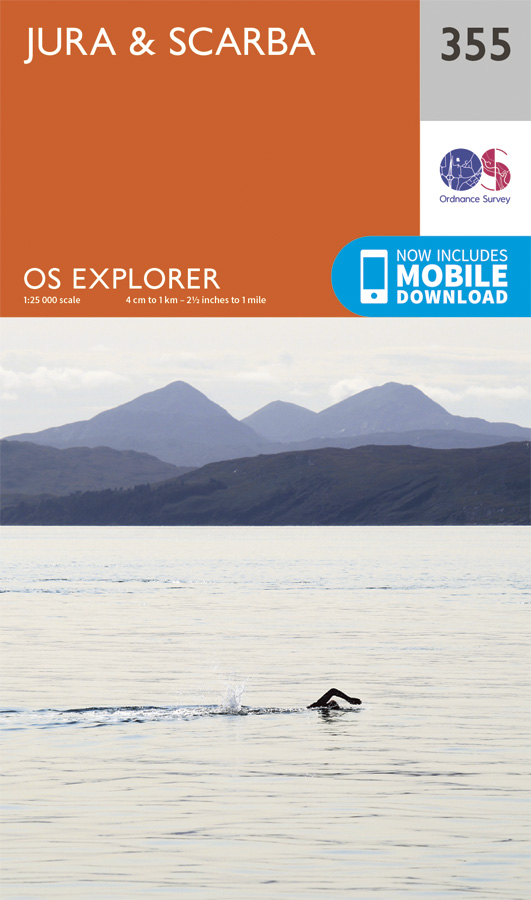 JURA & SCARBA
355
Ordnance Survey
NOW INCLUDES
MOBILE
DOWNLOAD
OS EXPLORER
1:25 000 scale 4 cm to 1 km – 2½ inches to 1 mile